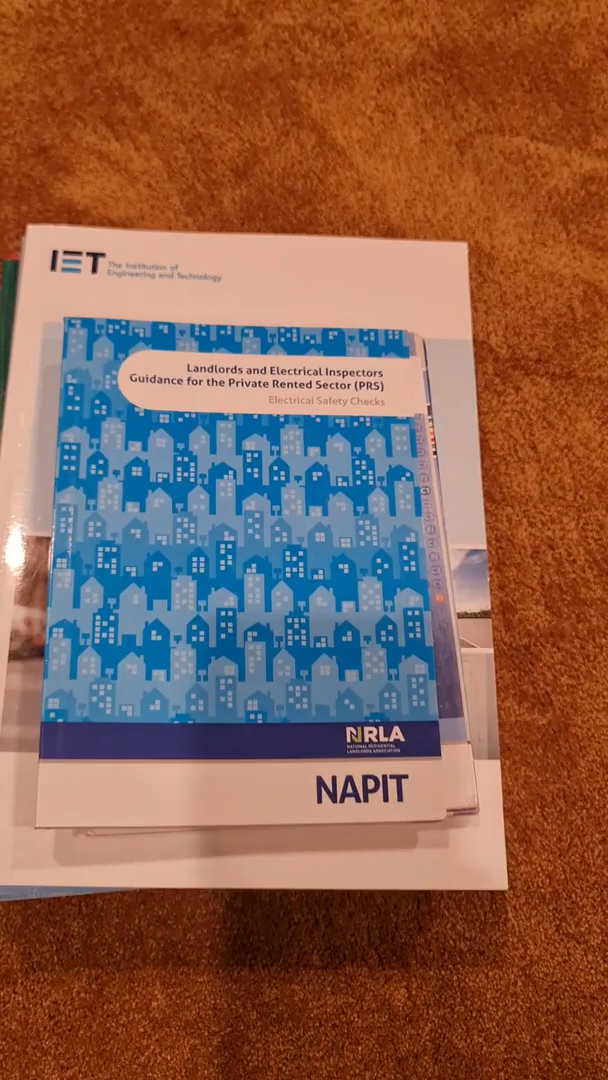 IET The Institution of
Engineering and Technology
Landlords and Electrical Inspectors
Guidance for the Private Rented Sector (PRS)
Electrical Safety Checks
NRLA
NATIONAL RESIDENTIAL
LANDLORDS ASSOCIATION
NAPIT